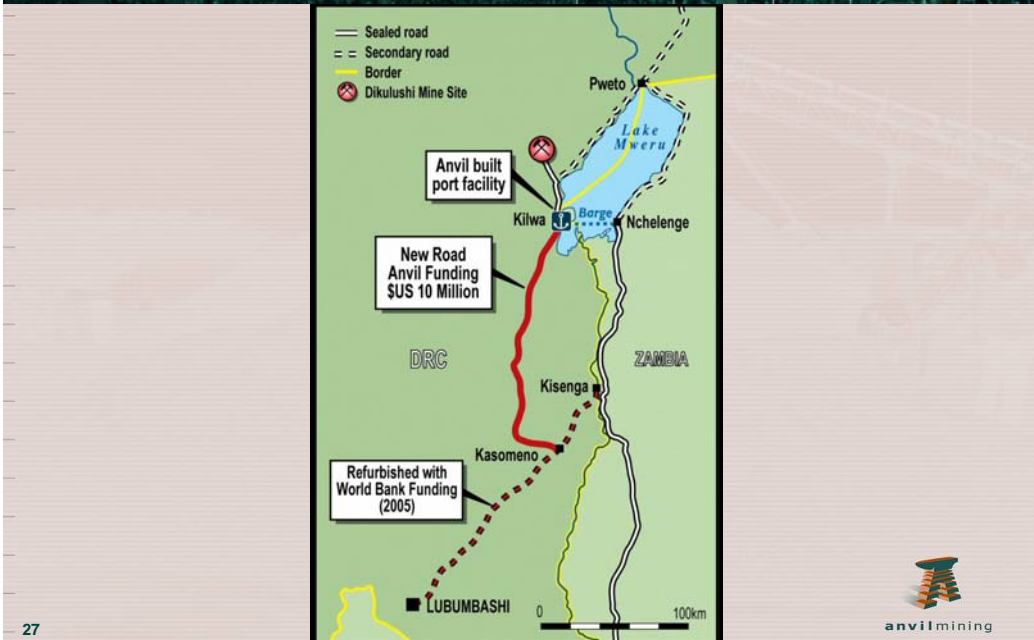 Sealed road
Secondary road
Border
Dikulushi Mine Site
Pweto
Lake
Mweru
Anvil built
port facility
Kilwa
Barge
Nchelenge
New Road
Anvil Funding
$US 10 Million
DRC
ZAMBIA
Kisenga
Kasomeno
Refurbished with
World Bank Funding
(2005)
LUBUMBASHI
0 100km
27
anvilmining